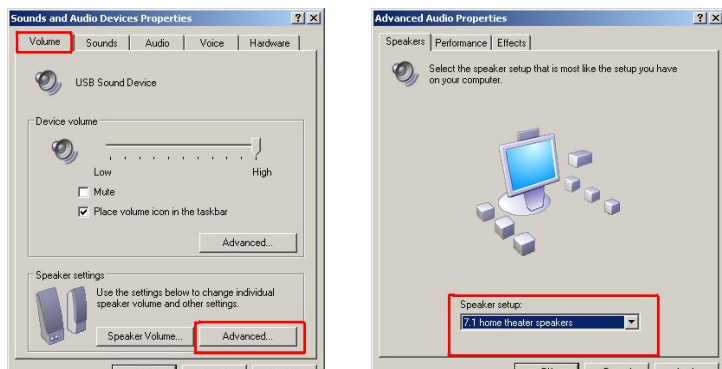 Sounds and Audio Devices Properties
Volume
Sounds
Audio
Voice
Hardware
USB Sound Device
Device volume
Low
High
Mute
Place volume icon in the taskbar
Advanced...
Speaker settings
Use the settings below to change individual
speaker volume and other settings.
Speaker Volume...
Advanced...
Advanced Audio Properties
Speakers
Performance
Effects
Select the speaker setup that is most like the setup you have
on your computer.
Speaker setup:
7.1 home theater speakers